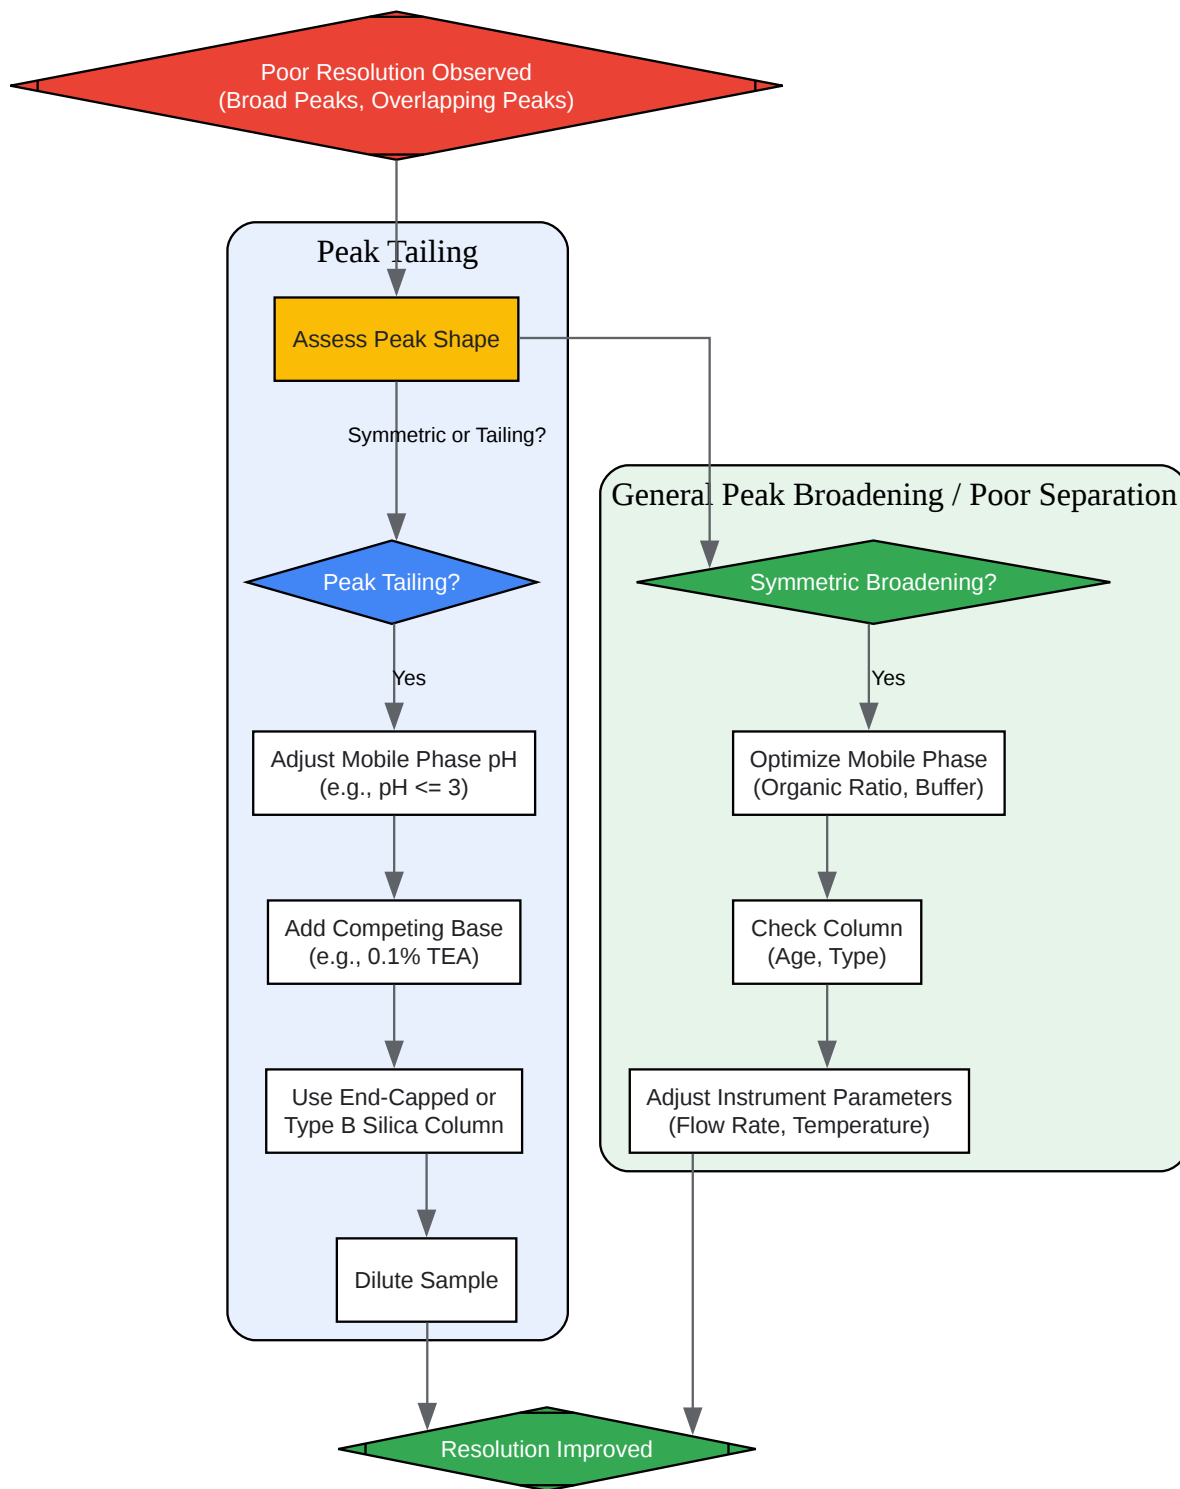 Poor Resolution Observed
(Broad Peaks, Overlapping Peaks)
Peak Tailing
Assess Peak Shape
Symmetric or Tailing?
Peak Tailing?
Yes
Adjust Mobile Phase pH
(e.g., pH <= 3)
Add Competing Base
(e.g., 0.1% TEA)
Use End-Capped or
Type B Silica Column
Dilute Sample
General Peak Broadening / Poor Separation
Symmetric Broadening?
Yes
Optimize Mobile Phase
(Organic Ratio, Buffer)
Check Column
(Age, Type)
Adjust Instrument Parameters
(Flow Rate, Temperature)
Resolution Improved